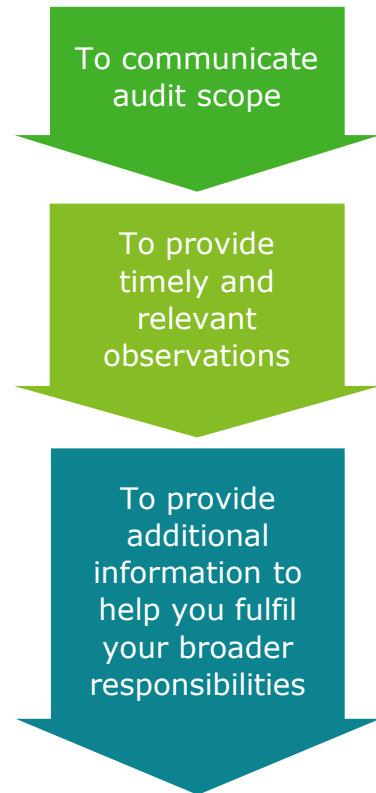 To communicate
audit scope
To provide
timely and
relevant
observations
To provide
additional
information to
help you fulfil
your broader
responsibilities